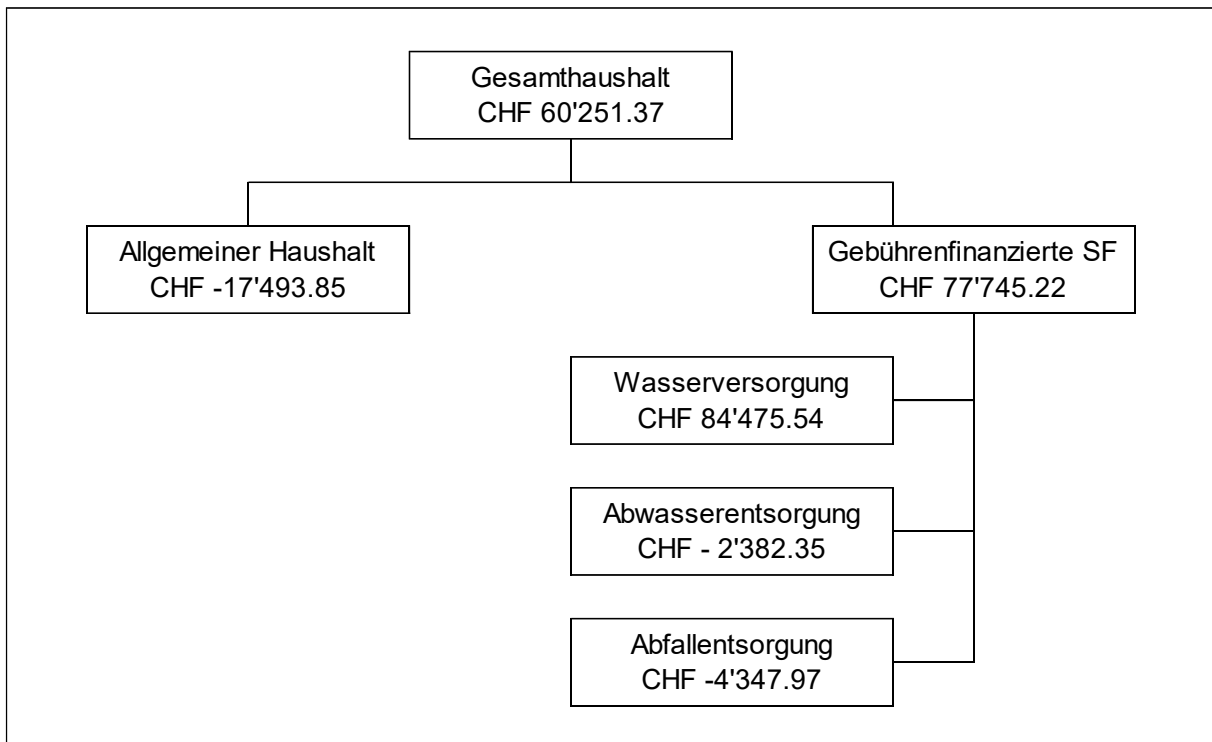 Gesamthaushalt
CHF 60'251.37
Allgemeiner Haushalt
CHF -17'493.85
Gebührenfinanzierte SF
CHF 77'745.22
Wasserversorgung
CHF 84'475.54
Abwasserentsorgung
CHF - 2'382.35
Abfallentsorgung
CHF -4'347.97